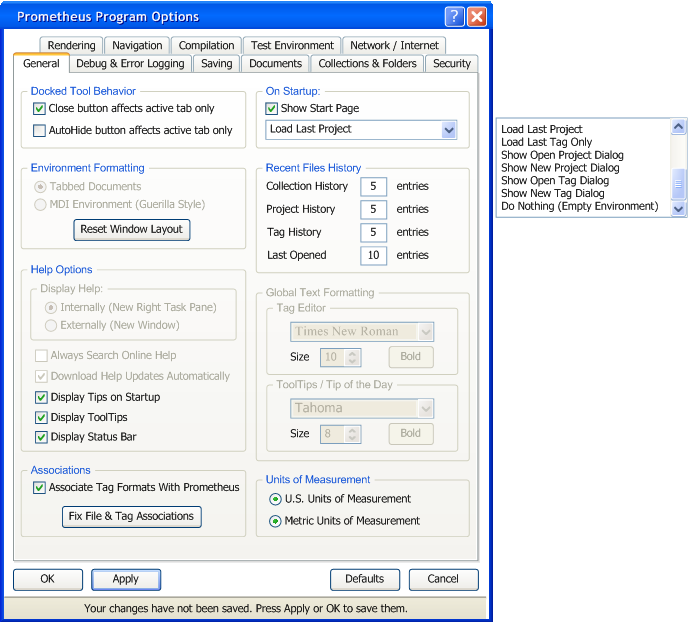 Prometheus Program Options
Rendering Navigation Compilation Test Environment Network / Internet
General Debug & Error Logging Saving Documents Collections & Folders Security
Docked Tool Behavior
Close button affects active tab only
AutoHide button affects active tab only
On Startup:
Show Start Page
Load Last Project
Load Last Project
Load Last Tag Only
Show Open Project Dialog
Show New Project Dialog
Show Open Tag Dialog
Show New Tag Dialog
Do Nothing (Empty Environment)
Environment Formatting
Tabbed Documents
MDI Environment (Guerilla Style)
Reset Window Layout
Recent Files History
Collection History 5 entries
Project History 5 entries
Tag History 5 entries
Last Opened 10 entries
Help Options
Display Help:
Internally (New Right Task Pane)
Externally (New Window)
Always Search Online Help
Download Help Updates Automatically
Display Tips on Startup
Display ToolTips
Display Status Bar
Global Text Formatting
Tag Editor
Times New Roman
Size 10 Bold
ToolTips / Tip of the Day
Tahoma
Size 8 Bold
Associations
Associate Tag Formats With Prometheus
Fix File & Tag Associations
Units of Measurement
U.S. Units of Measurement
Metric Units of Measurement
OK Apply Defaults Cancel
Your changes have not been saved. Press Apply or OK to save them.